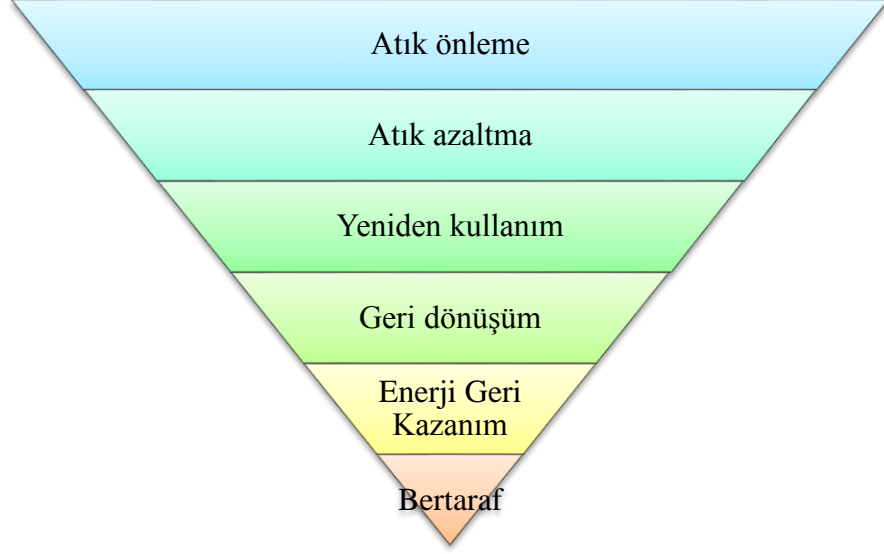 Atık önleme
Atık azaltma
Yeniden kullanım
Geri dönüşüm
Enerji Geri
Kazanım
Bertaraf